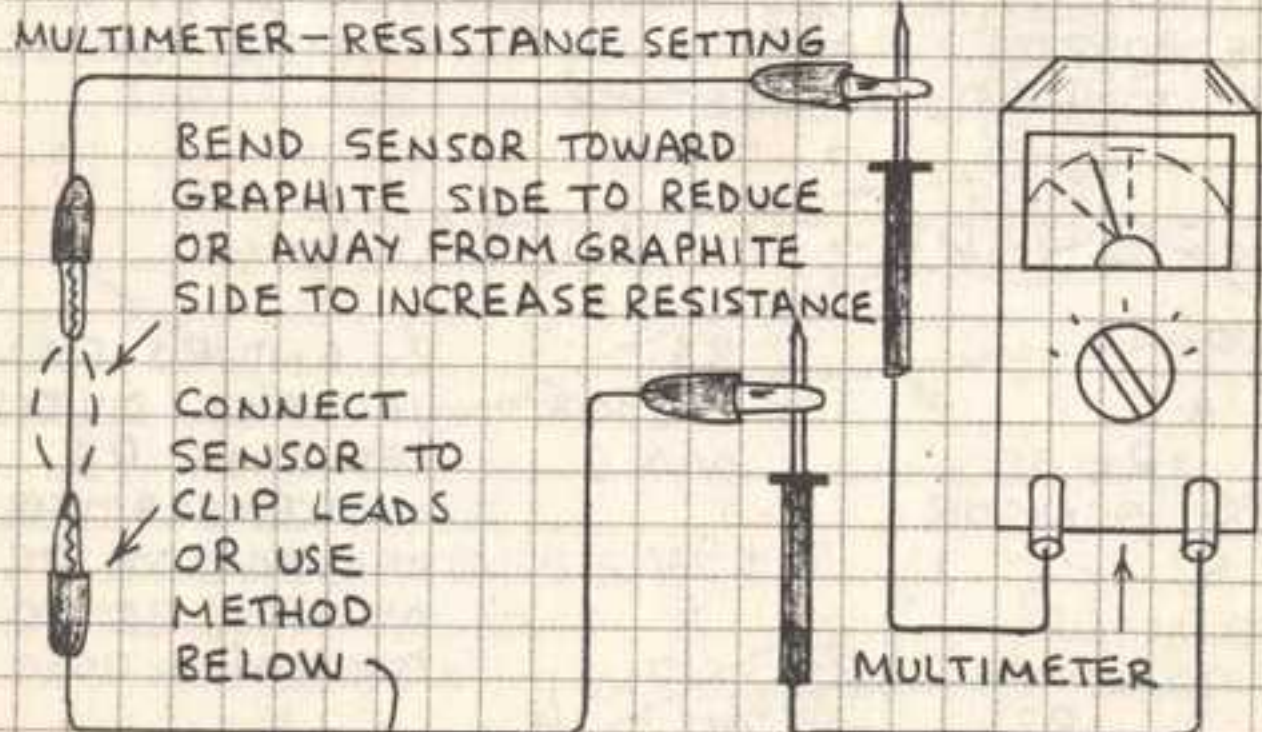 MULTIMETER-RESISTANCE SETTING
BEND SENSOR TOWARD
GRAPHITE SIDE TO REDUCE
OR AWAY FROM GRAPHITE
SIDE TO INCREASE RESISTANCE
CONNECT
SENSOR TO
CLIP LEADS
OR USE
METHOD
BELOW
MULTIMETER